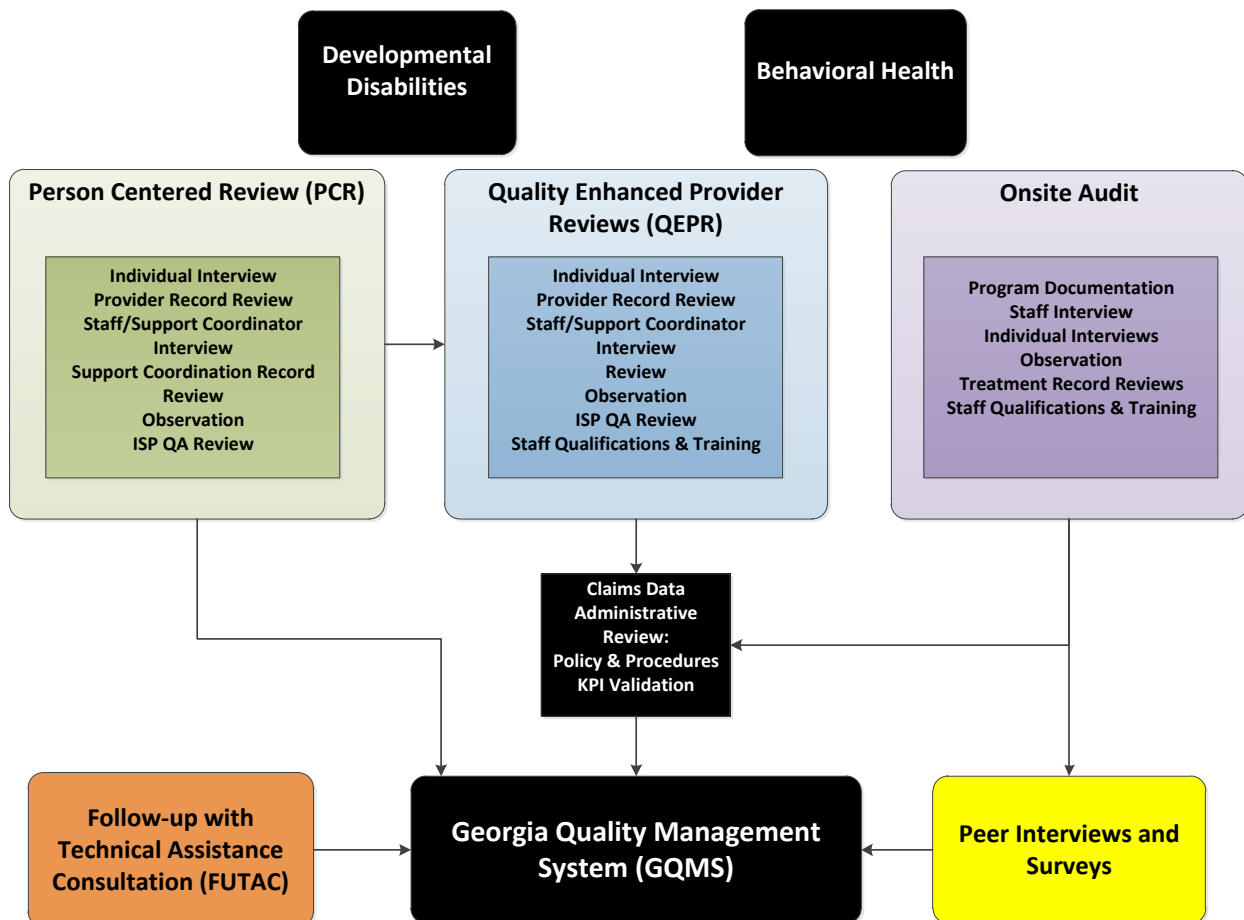 Developmental
Disabilities
Behavioral Health
Person Centered Review (PCR)
Individual Interview
Provider Record Review
Staff/Support Coordinator
Interview
Support Coordination Record
Review
Observation
ISP QA Review
Quality Enhanced Provider
Reviews (QEPR)
Individual Interview
Provider Record Review
Staff/Support Coordinator
Interview
Review
Observation
ISP QA Review
Staff Qualifications & Training
Onsite Audit
Program Documentation
Staff Interview
Individual Interviews
Observation
Treatment Record Reviews
Staff Qualifications & Training
Claims Data
Administrative
Review:
Policy & Procedures
KPI Validation
Follow-up with
Technical Assistance
Consultation (FUTAC)
Georgia Quality Management
System (GQMS)
Peer Interviews and
Surveys